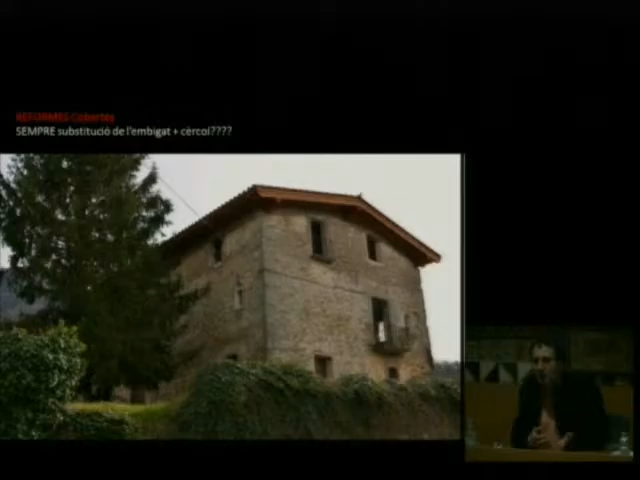 REFORMES Cobertes
SEMPRE substitució de l'embigat + cèrcol????